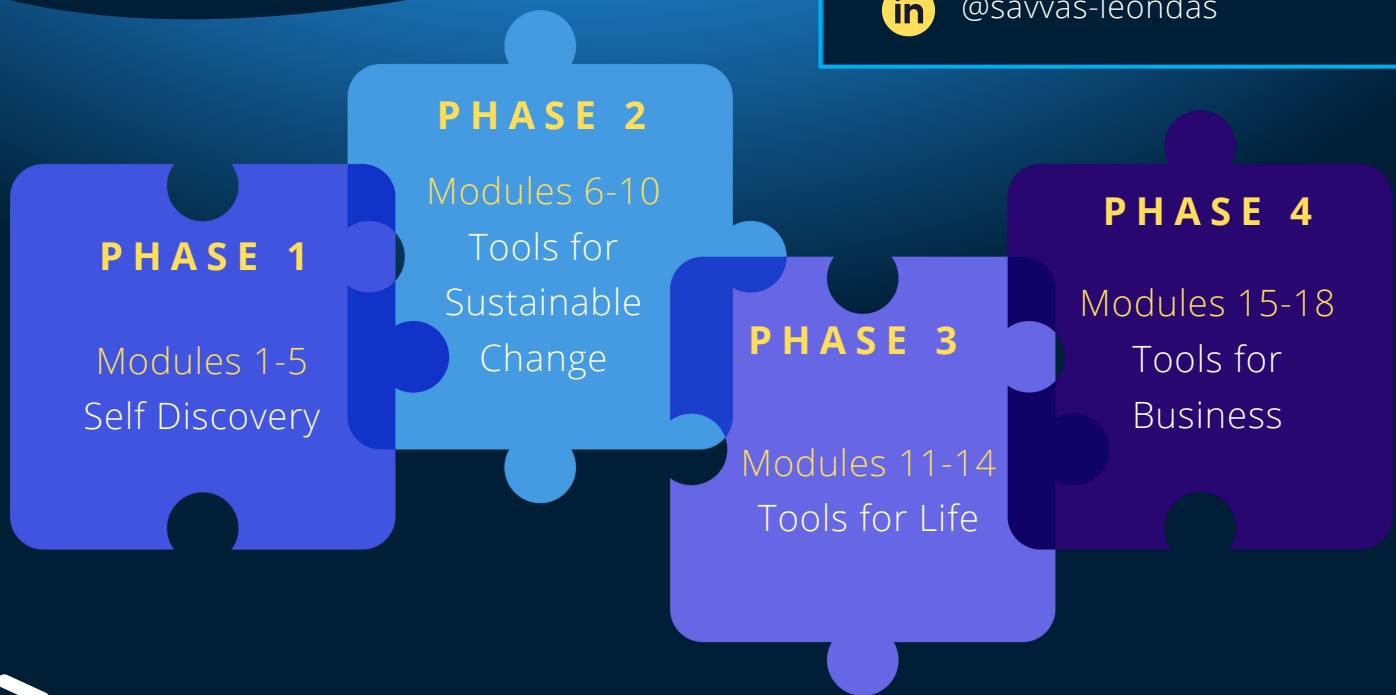 in @savvas-leondas
PHASE 1
Modules 1-5
Self Discovery
PHASE 2
Modules 6-10
Tools for
Sustainable
Change
PHASE 3
Modules 11-14
Tools for Life
PHASE 4
Modules 15-18
Tools for
Business